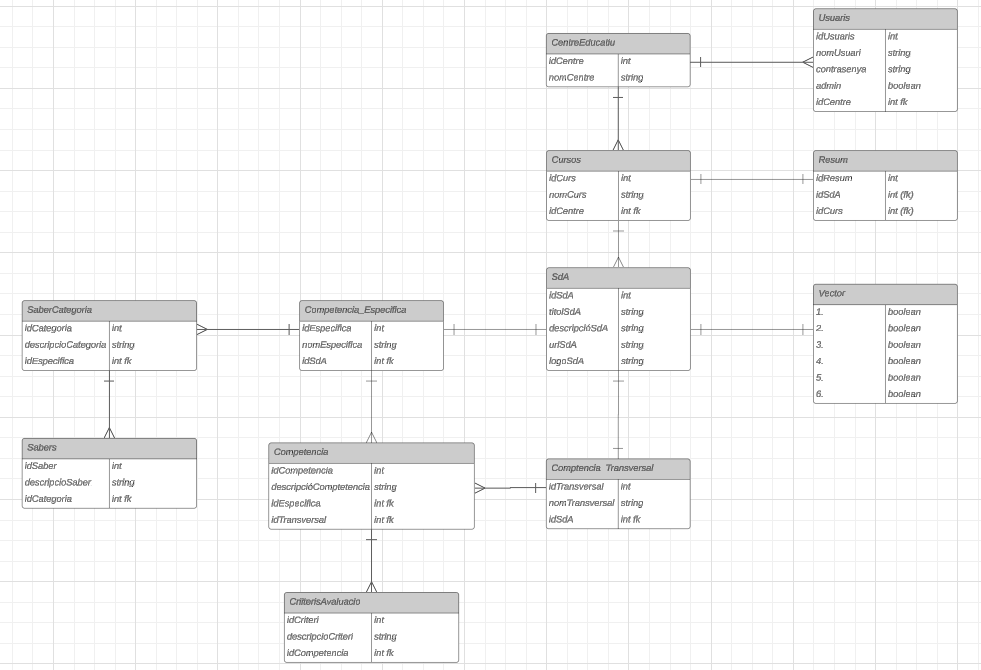 Usuaris
idUsuaris int
nomUsuari string
contrasenya string
admin boolean
idCentre int fk
CentreEducatiu
idCentre int
nomCentre string
Cursos
idCurs int
nomCurs string
idCentre int fk
Resum
idResum int
idSdA int (fk)
idCurs int (fk)
SdA
idSdA int
titolSdA string
descripcióSdA string
urlSdA string
logoSdA string
Vector
1. boolean
2. boolean
3. boolean
4. boolean
5. boolean
6. boolean
SaberCategoria
idCategoria int
descripcioCategoria string
idEspecifica int fk
Competencia_Especifica
idEspecifica int
nomEspecifica string
idSdA int fk
Sabers
idSaber int
descripcioSaber string
idCategoria int fk
Competencia
idCompetencia int
descripcióComptetencia string
idEspecifica int fk
idTransversal int fk
Comptencia_Transversal
idTransversal int
nomTransversal string
idSdA int fk
CriterisAvaluacio
idCriteri int
descripcioCriteri string
idCompetencia int fk